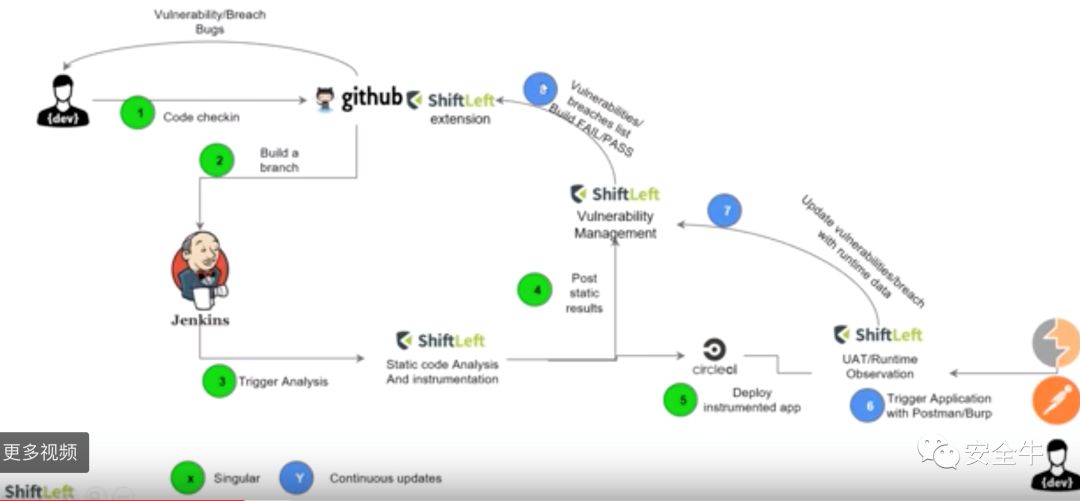 Vulnerability/Breach
Bugs
{dev}
1
Code checkin
github
ShiftLeft
extension
8
Vulnerabilities/
breaches list
Build FAIL/PASS
2
Build a
branch
ShiftLeft
Vulnerability
Management
7
Update vulnerabilities/breach
with runtime data
Jenkins
4
Post
static
results
3
Trigger Analysis
ShiftLeft
Static code Analysis
And instrumentation
circleci
5
Deploy
instrumented app
ShiftLeft
UAT/Runtime
Observation
6
Trigger Application
with Postman/Burp
更多视频
安全牛
{dev}
x
Singular
Y
Continuous updates
ShiftLeft